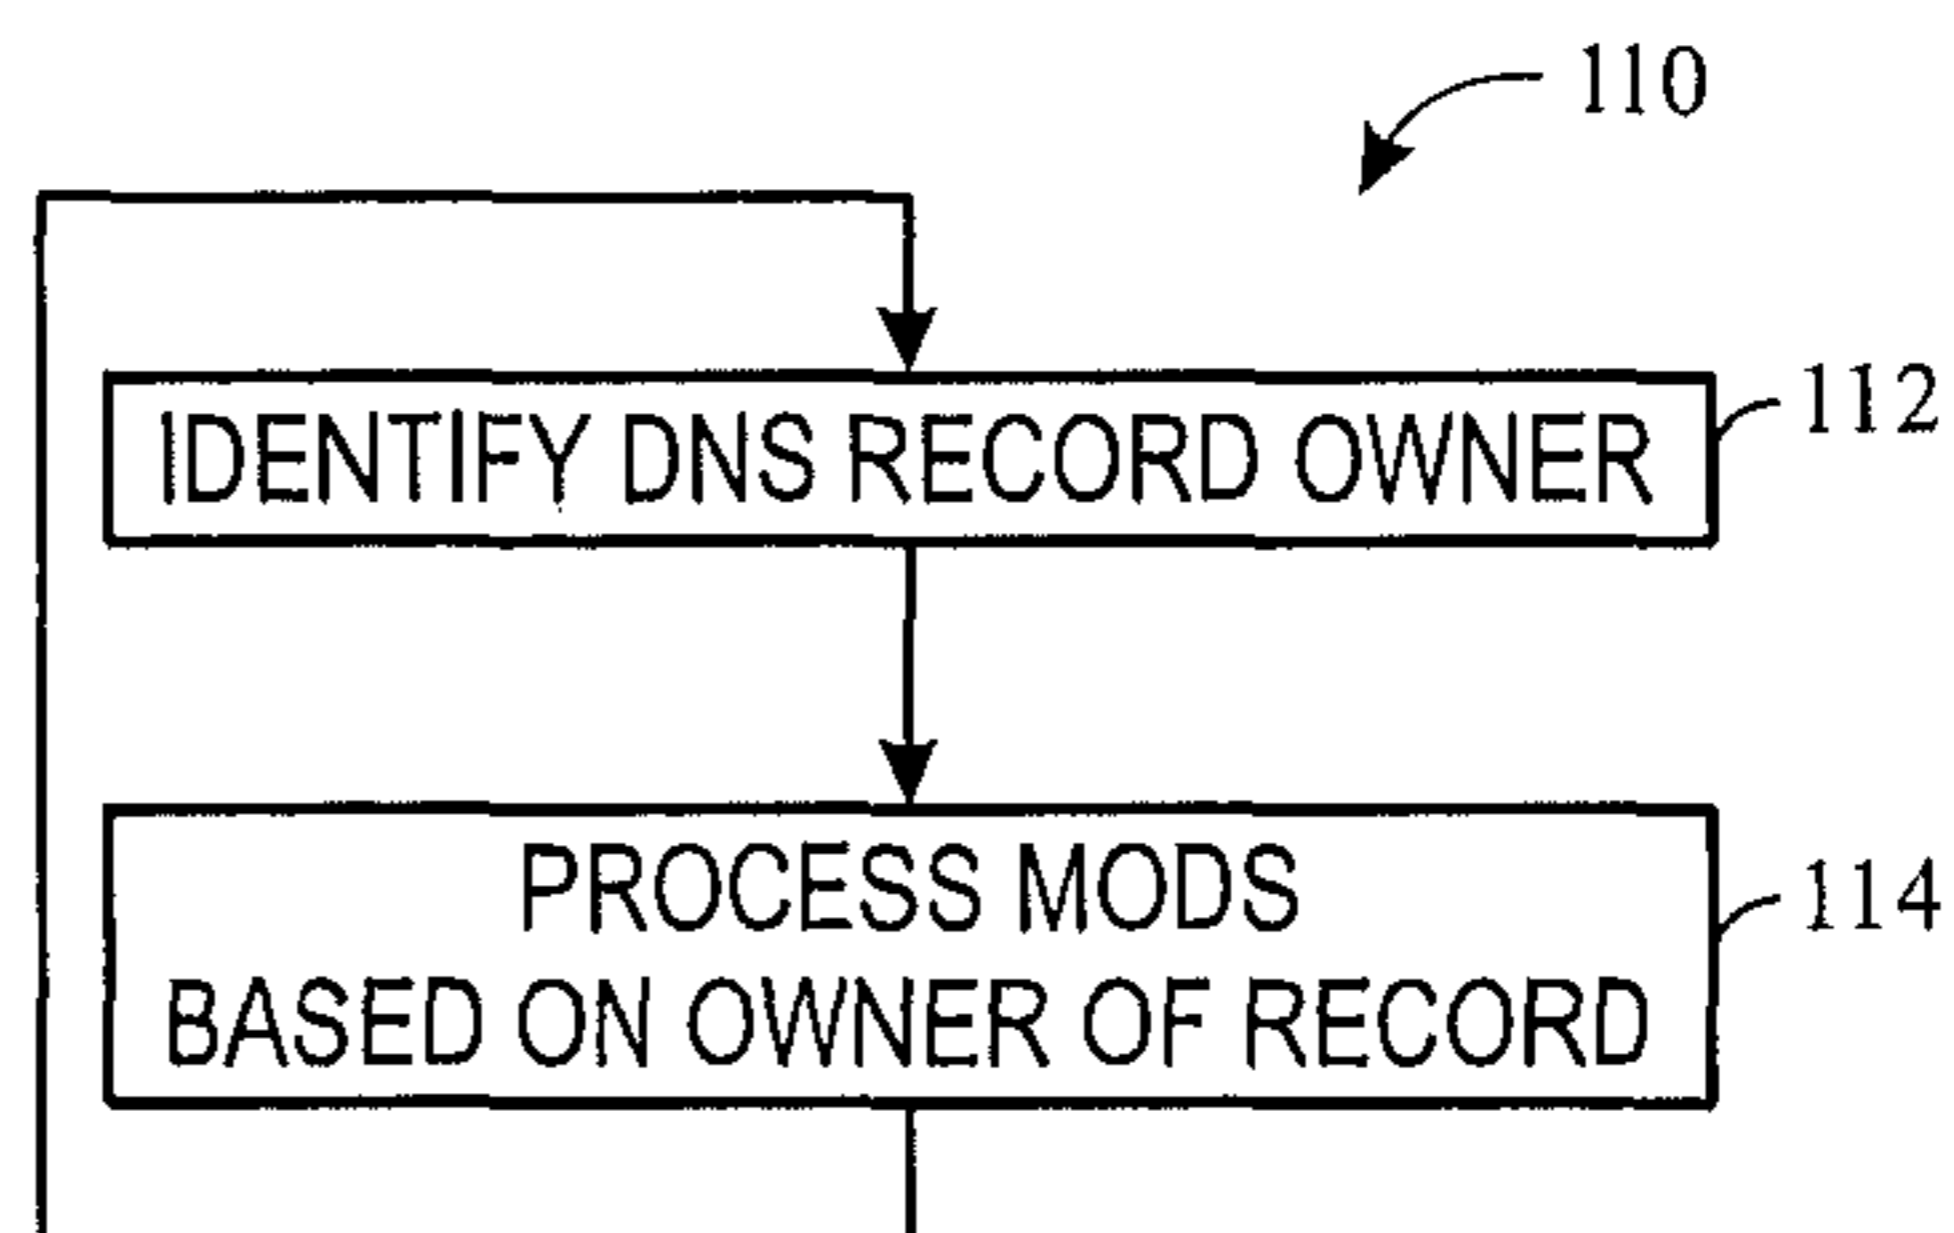 110
IDENTIFY DNS RECORD OWNER
112
PROCESS MODS
BASED ON OWNER OF RECORD
114